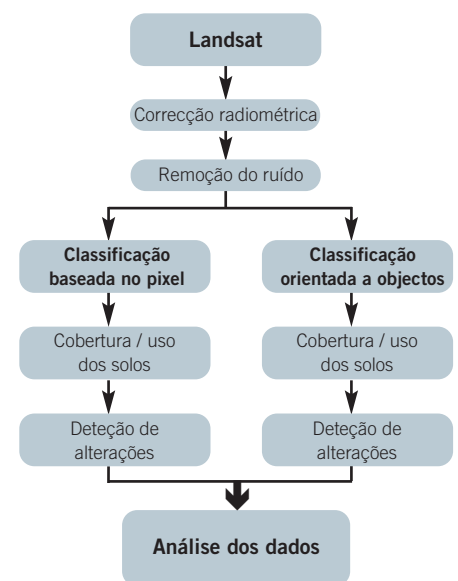 Landsat
Correcção radiométrica
Remoção do ruído
Classificação
baseada no pixel
Classificação
orientada a objectos
Cobertura / uso
dos solos
Cobertura / uso
dos solos
Deteção de
alterações
Deteção de
alterações
Análise dos dados